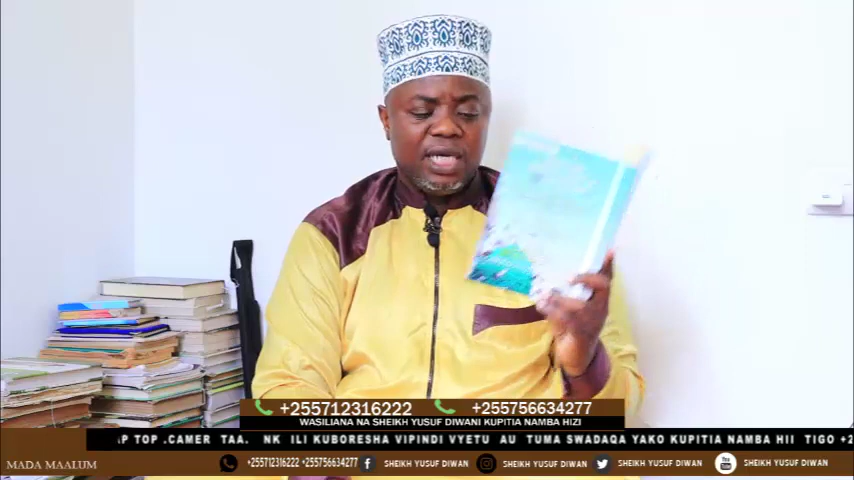 +255712316222 +255756634277
WASILIANA NA SHEIKH YUSUF DIWANI KUPITIA NAMBA HIZI
AP TOP .CAMER TAA. NK ILI KUBORESHA VIPINDI VYETU AU TUMA SWADAQA YAKO KUPITIA NAMBA HII TIGO +2
MADA MAALUM
+255712316222 +255756634277 SHEIKH YUSUF DIWAN SHEIKH YUSUF DIWAN SHEIKH YUSUF DIWAN SHEIKH YUSUF DIWAN